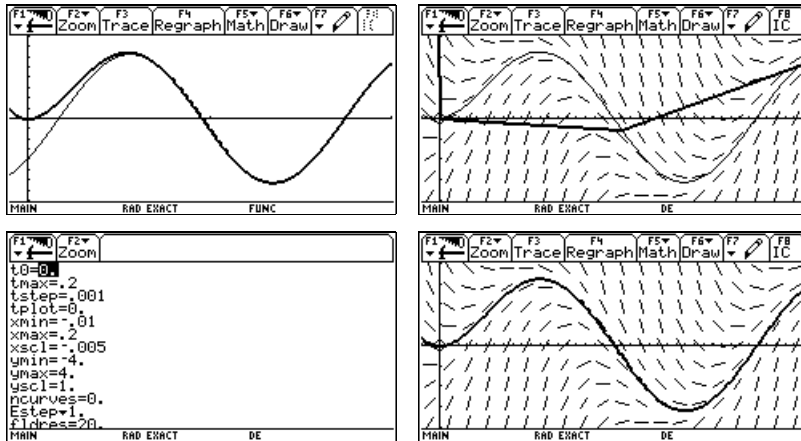 F1 F2 Zoom F3 Trace F4 Regraph F5 Math F6 Draw F7 F8
MAIN RAD EXACT FUNC
F1 F2 Zoom F3 Trace F4 Regraph F5 Math F6 Draw F7 F8 IC
MAIN RAD EXACT DE
F1 F2 Zoom
t0=0.
tmax=.2
tstep=.001
tplot=0.
xmin=-.01
xmax=.2
xscl=-.005
ymin=-4.
ymax=4.
yscl=1.
ncurves=0.
Estep=1.
fldres=20.
MAIN RAD EXACT DE
F1 F2 Zoom F3 Trace F4 Regraph F5 Math F6 Draw F7 F8 IC
MAIN RAD EXACT DE